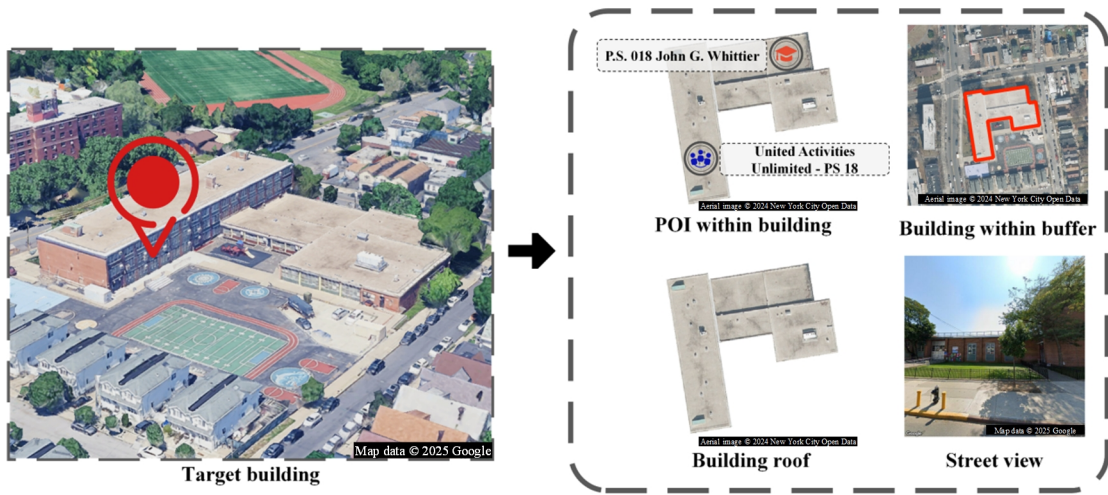 P.S. 018 John G. Whittier
United Activities
Unlimited - PS 18
Aerial image © 2024 New York City Open Data
POI within building
Aerial image © 2024 New York City Open Data
Building within buffer
Map data © 2025 Google
Target building
Aerial image © 2024 New York City Open Data
Building roof
Map data © 2025 Google
Street view